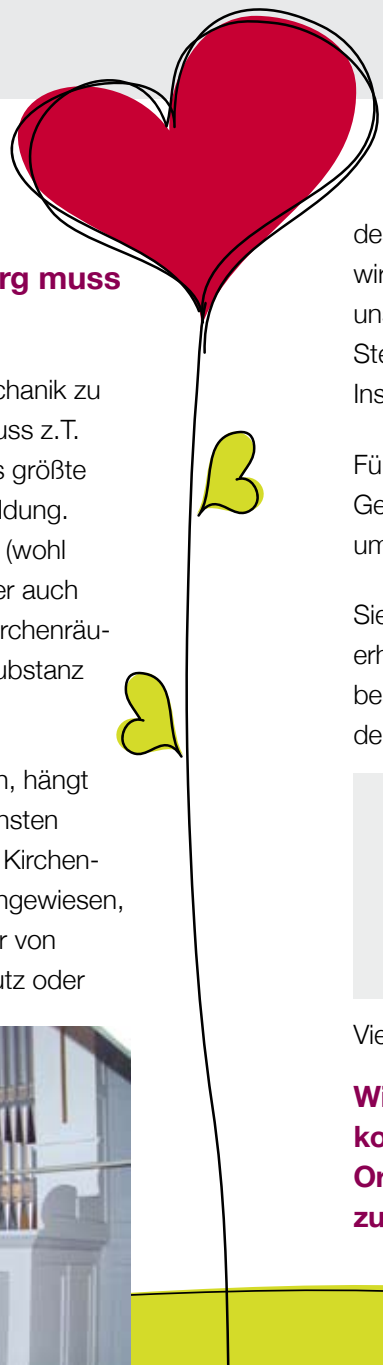 rg muss
chanik zu
uss z.T.
s größte
ldung.
(wohl
er auch
rchenräu-
ubstanz
n, hängt
nsten
Kirchen-
ngewiesen,
r von
utz oder
de
wir
un
Ste
Ins
Fü
Ge
um
Sie
erh
be
de
Vie
Wi
ko
Or
zu